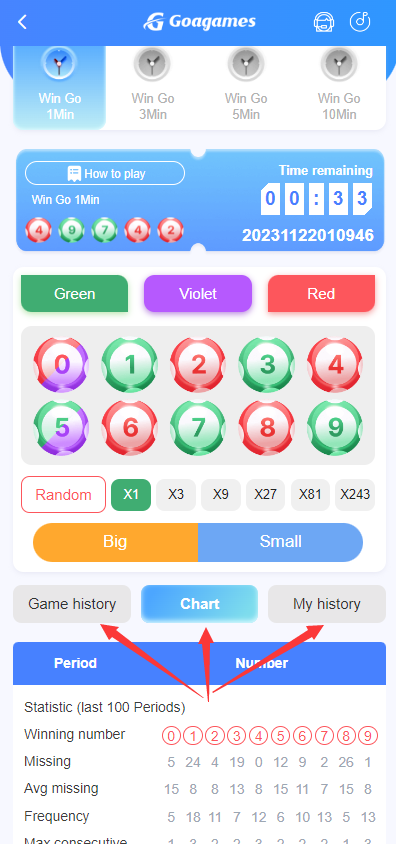 Goagames
Win Go 1Min
Win Go 3Min
Win Go 5Min
Win Go 10Min
How to play
Time remaining
Win Go 1Min
0 0 : 3 3
4 9 7 4 2
20231122010946
Green Violet Red
0 1 2 3 4
5 6 7 8 9
Random X1 X3 X9 X27 X81 X243
Big Small
Game history Chart My history
Period Number
Statistic (last 100 Periods)
Winning number 0 1 2 3 4 5 6 7 8 9
Missing 5 24 4 19 0 12 9 2 26 1
Avg missing 15 8 8 13 8 15 11 7 15 8
Frequency 5 18 11 7 12 6 10 13 5 13
Max consecutive 1 3 2 2 3 2 2 2 1 3